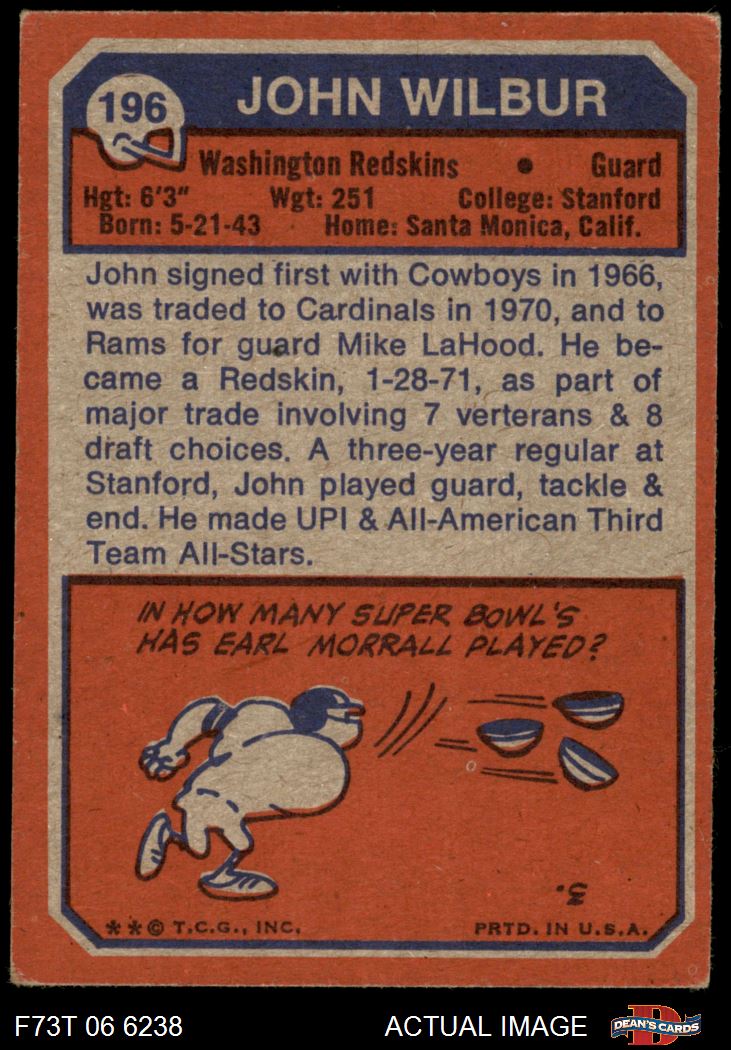 196
JOHN WILBUR
Washington Redskins • Guard
Hgt: 6'3" Wgt: 251 College: Stanford
Born: 5-21-43 Home: Santa Monica, Calif.
John signed first with Cowboys in 1966,
was traded to Cardinals in 1970, and to
Rams for guard Mike LaHood. He be-
came a Redskin, 1-28-71, as part of
major trade involving 7 verterans & 8
draft choices. A three-year regular at
Stanford, John played guard, tackle &
end. He made UPI & All-American Third
Team All-Stars.
IN HOW MANY SUPER BOWL'S
HAS EARL MORRALL PLAYED?
.3
**© T.C.G., INC. PRTD. IN U.S.A.
F73T 06 6238 ACTUAL IMAGE
D
DEAN'S CARDS